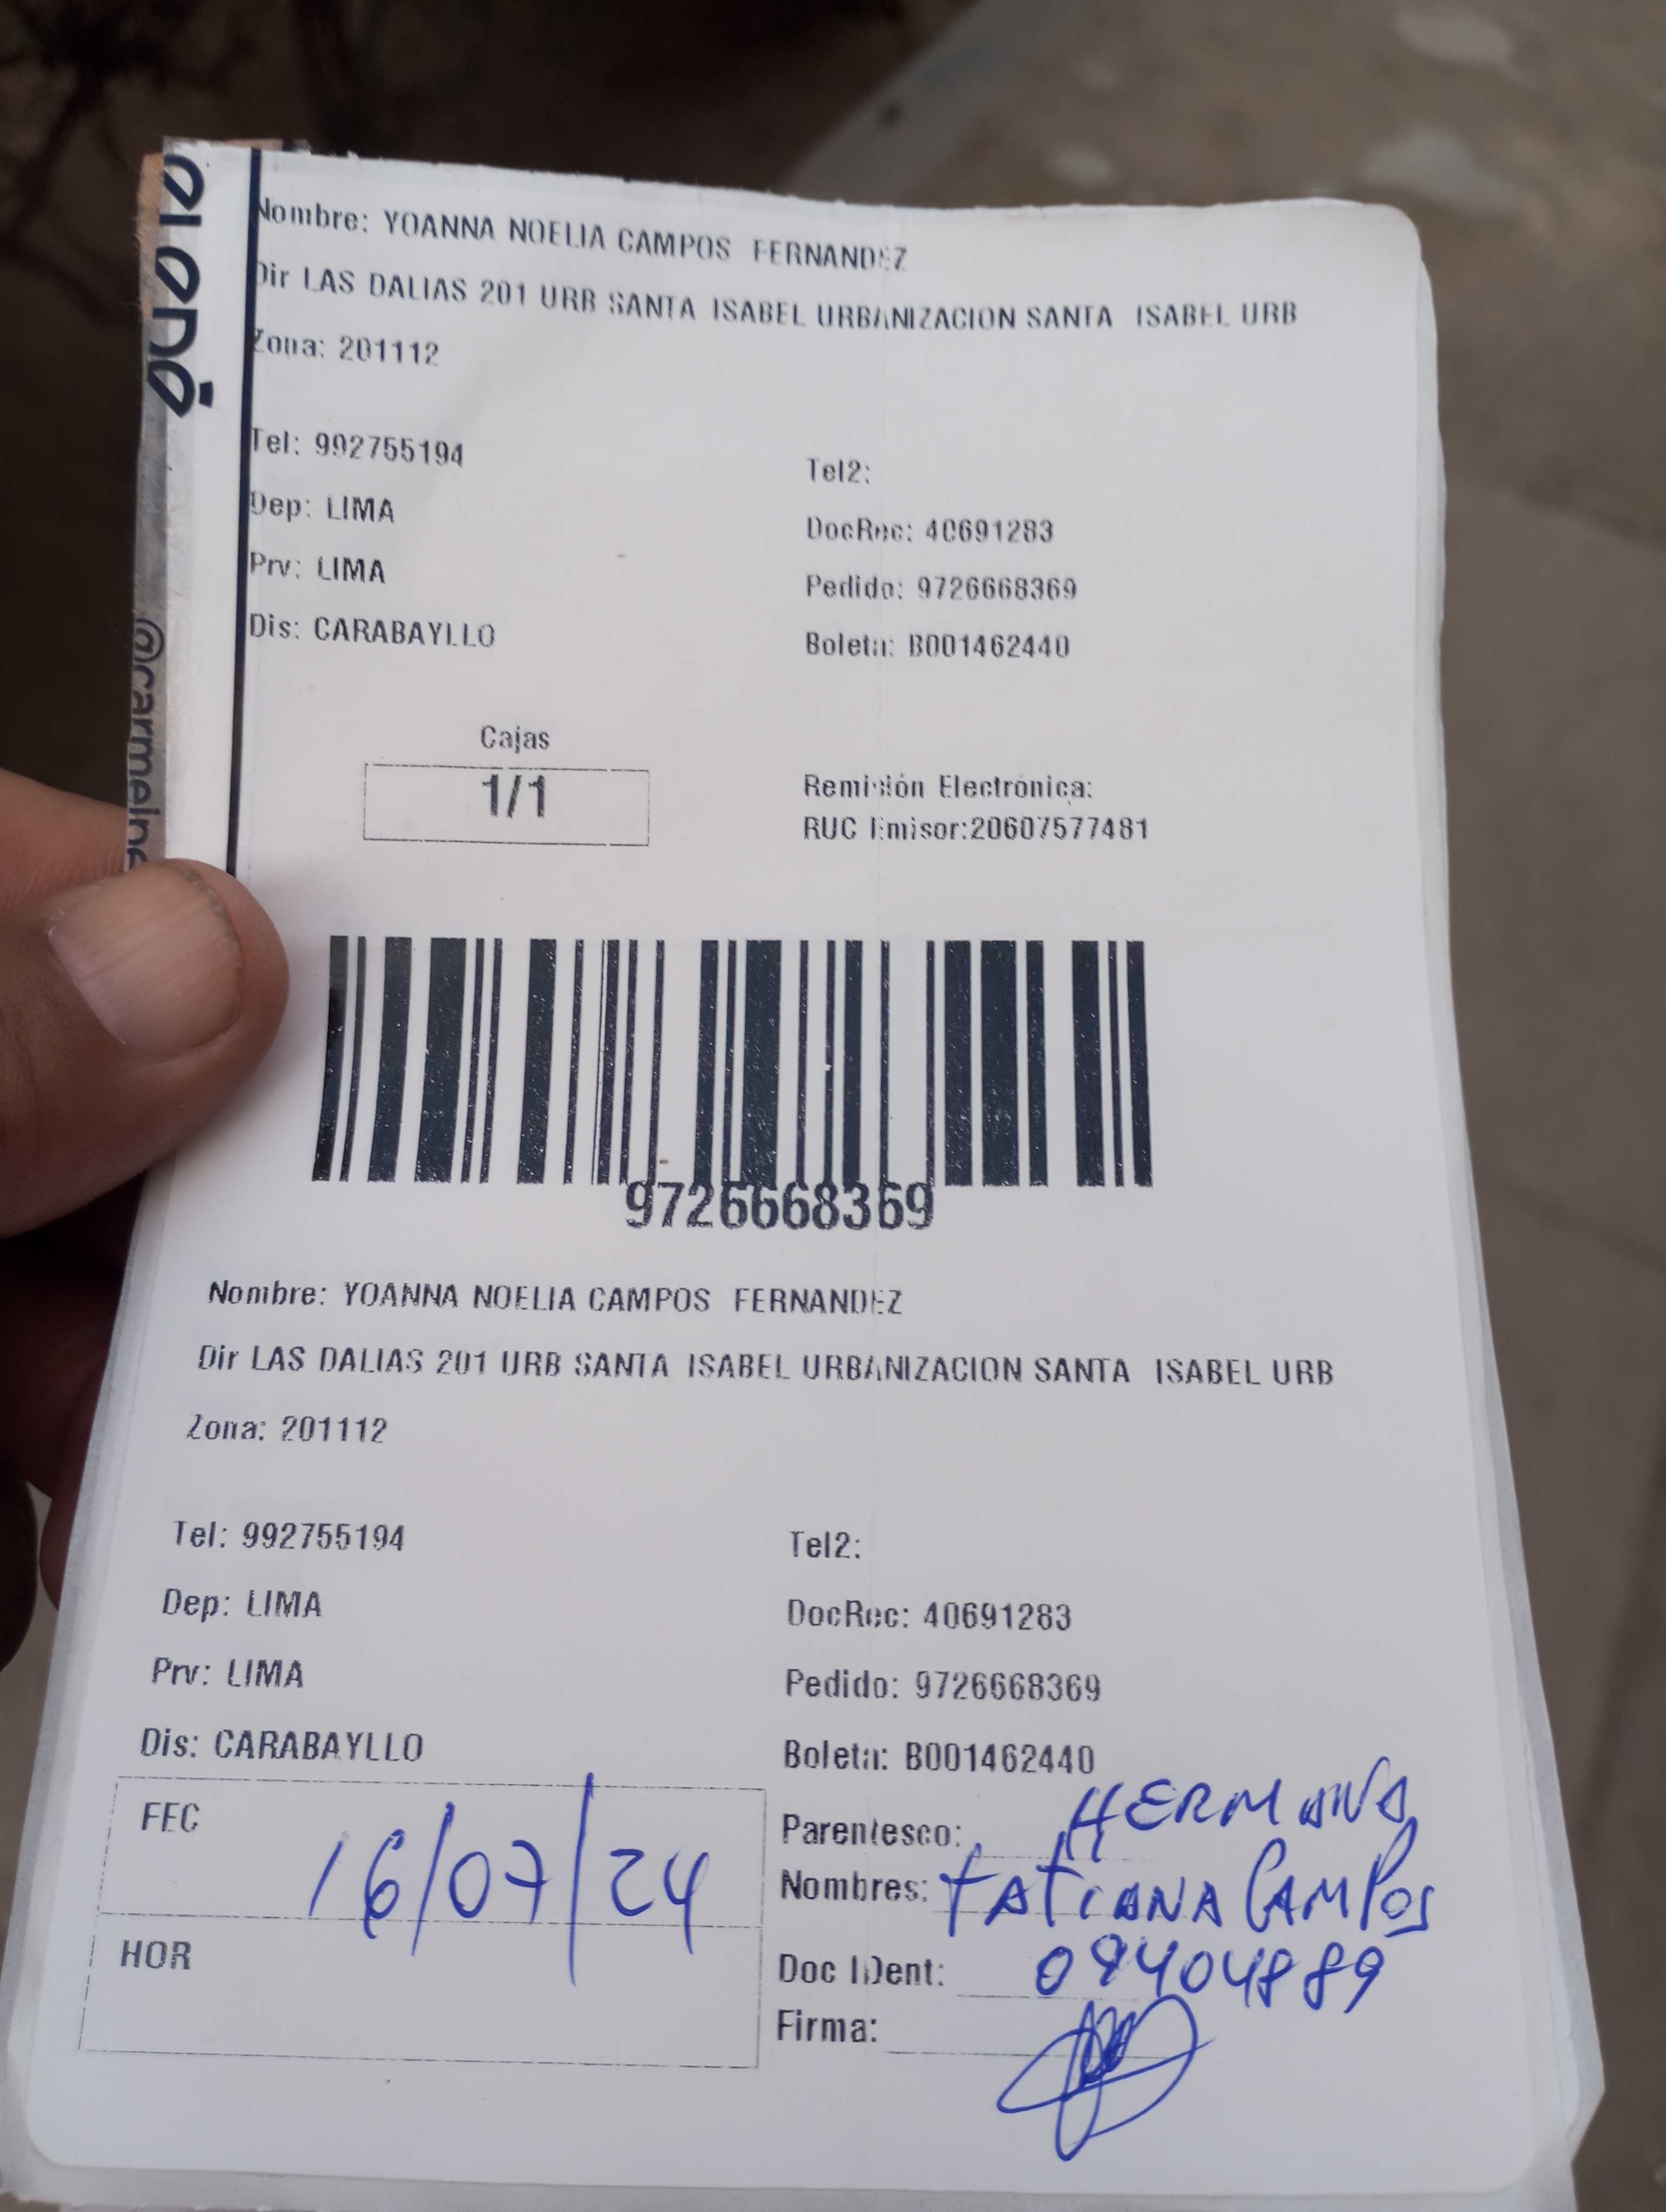 Nombre: YOANNA NOELIA CAMPOS FERNANDEZ
Dir LAS DALIAS 201 URB SANTA ISABEL URBANIZACION SANTA ISABEL URB
Zona: 201112
Tel: 992755194
Tel2:
Dep: LIMA
DocRec: 40691283
Prv: LIMA
Pedido: 9726668369
Dis: CARABAYLLO
Boleta: B001462440
Cajas
1/1
Remisión Electrónica:
RUC Emisor:20607577481
9726668369
Nombre: YOANNA NOELIA CAMPOS FERNANDEZ
Dir LAS DALIAS 201 URB SANTA ISABEL URBANIZACION SANTA ISABEL URB
Zona: 201112
Tel: 992755194
Tel2:
Dep: LIMA
DocRec: 40691283
Prv: LIMA
Pedido: 9726668369
Dis: CARABAYLLO
Boleta: B001462440
FEC 16/07/24
HOR
Parentesco: HERMANA
Nombres: TATIANA CAMPOS
Doc IDent: 09404889
Firma: